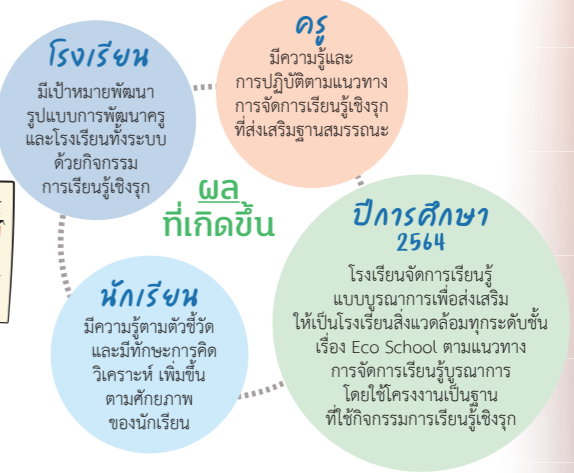 โรงเรียน
มีเป้าหมายพัฒนา
รูปแบบการพัฒนาครู
และโรงเรียนทั้งระบบ
ด้วยกิจกรรม
การเรียนรู้เชิงรุก
ครู
มีความรู้และ
การปฏิบัติตามแนวทาง
การจัดการเรียนรู้เชิงรุก
ที่ส่งเสริมฐานสมรรถนะ
ผล
ที่เกิดขึ้น
นักเรียน
มีความรู้ตามตัวชี้วัด
และมีทักษะการคิด
วิเคราะห์ เพิ่มขึ้น
ตามศักยภาพ
ของนักเรียน
ปีการศึกษา
2564
โรงเรียนจัดการเรียนรู้
แบบบูรณาการเพื่อส่งเสริม
ให้เป็นโรงเรียนสิ่งแวดล้อมทุกระดับชั้น
เรื่อง Eco School ตามแนวทาง
การจัดการเรียนรู้บูรณาการ
โดยใช้โครงงานเป็นฐาน
ที่ใช้กิจกรรมการเรียนรู้เชิงรุก